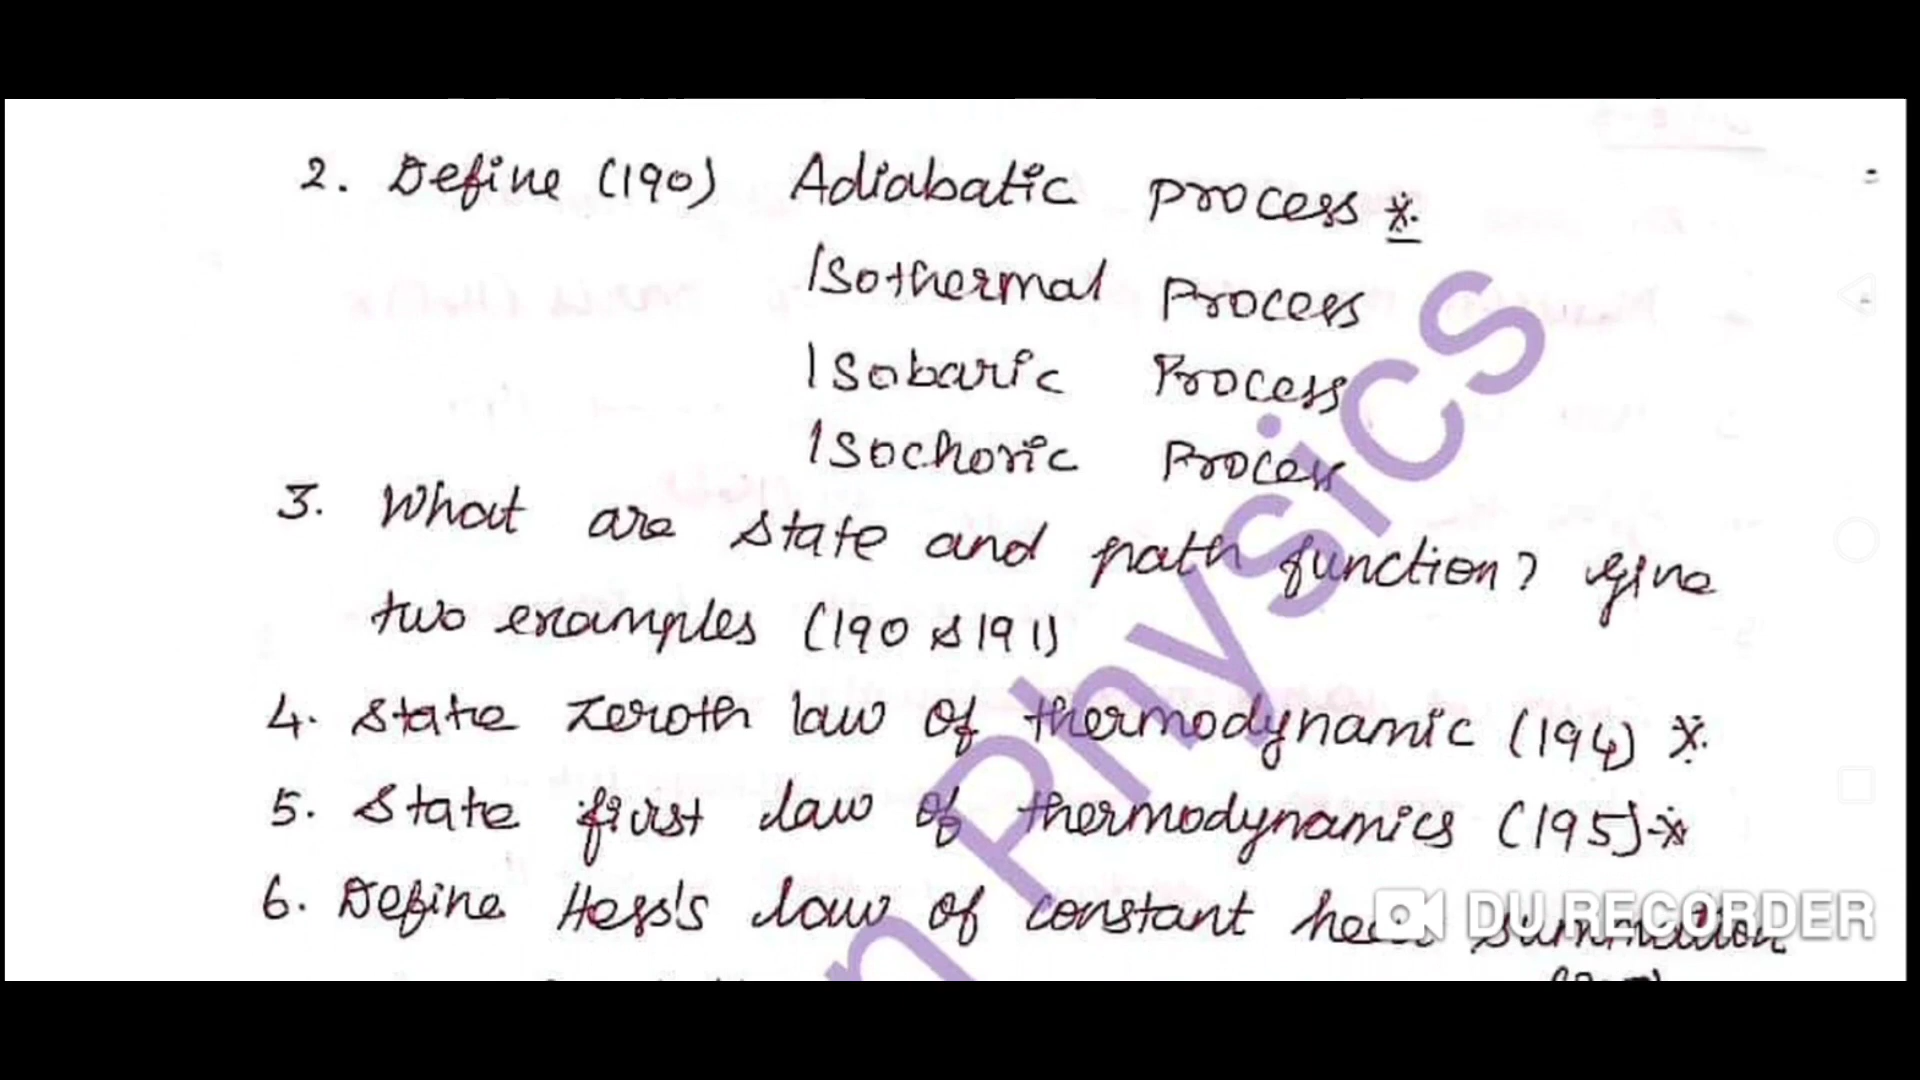 2. Define (190) Adiabatic process *
Isothermal Process
Isobaric Process
Isochoric Process
3. What are state and path function? Give
two examples (190 & 191)
4. State Zeroth law of thermodynamic (194) *
5. State first law of thermodynamics (195) *
6. Define Hess's law of constant heat summation
n Physics
DU RECORDER